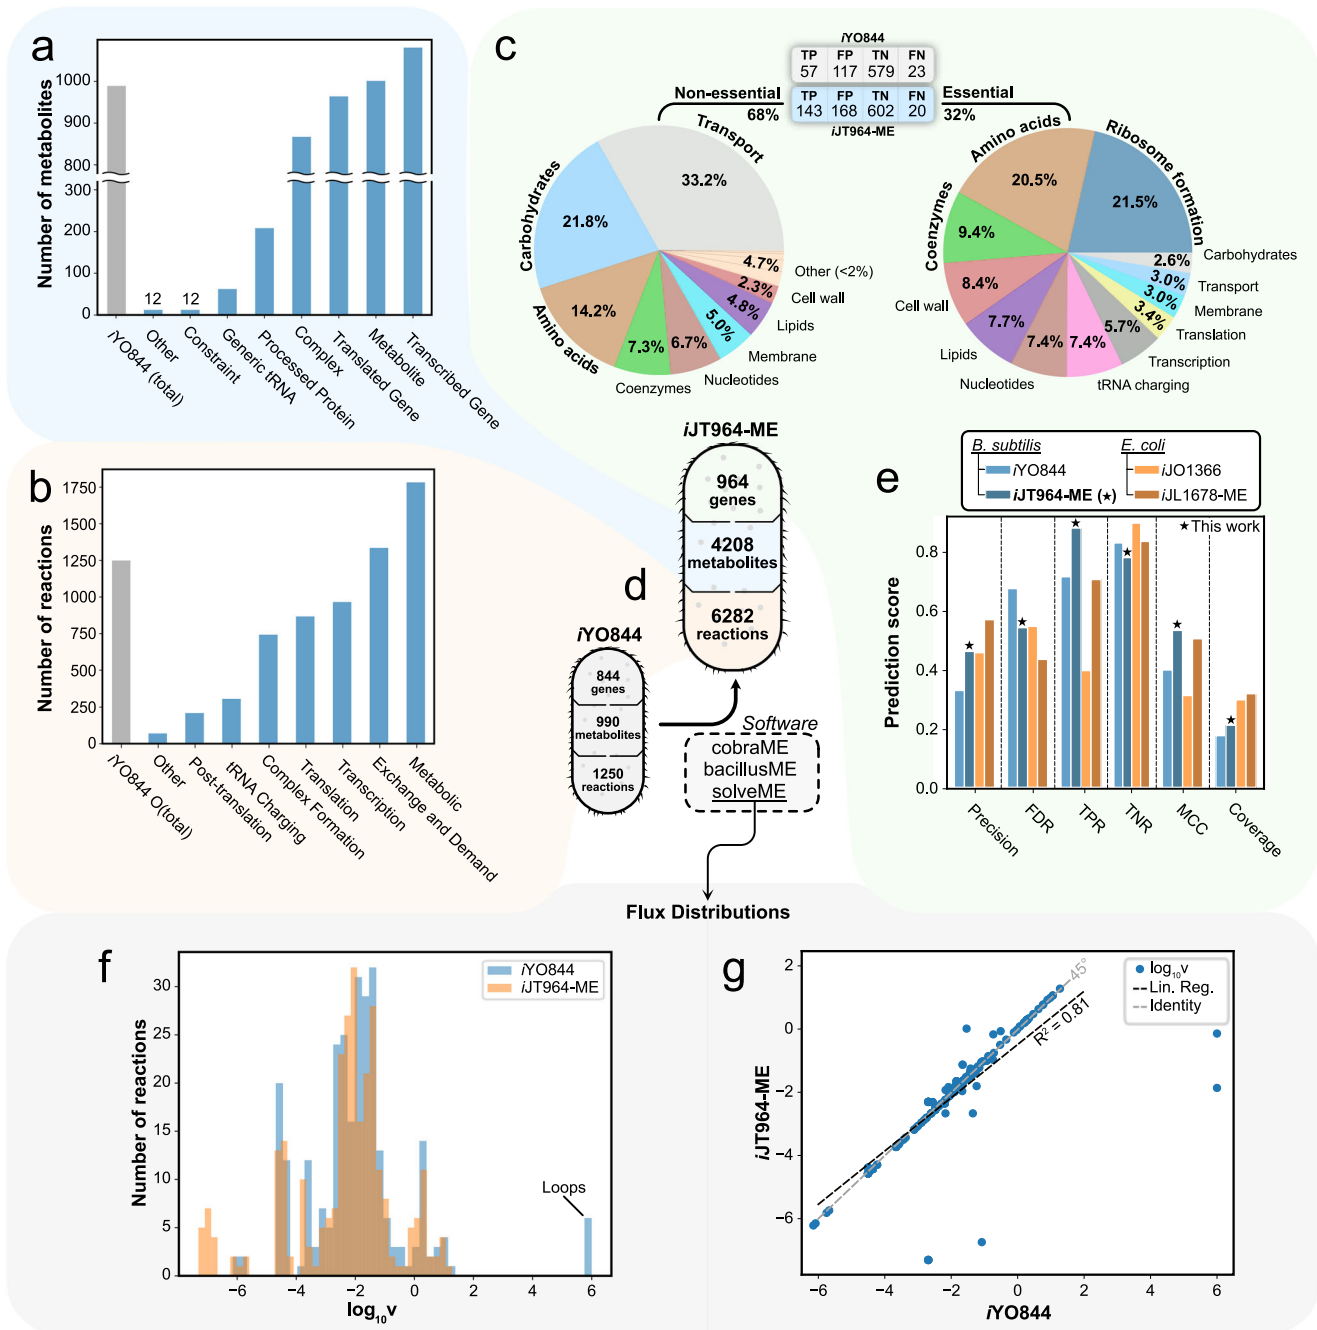 a
Number of metabolites
1000
900
800
300
200
100
0
12
12
iYO844 (total)
Other
Constraint
Generic tRNA
Processed Protein
Complex
Translated Gene
Metabolite
Transcribed Gene
c
iYO844
TP FP TN FN
57 117 579 23
TP FP TN FN
143 168 602 20
iJT964-ME
Non-essential
68%
Essential
32%
Transport
33.2%
Carbohydrates
21.8%
Amino acids
14.2%
7.3%
Coenzymes
6.7%
Nucleotides
5.0%
Membrane
4.8%
Lipids
2.3%
Cell wall
4.7%
Other (<2%)
Ribosome formation
21.5%
Amino acids
20.5%
Coenzymes
9.4%
8.4%
Cell wall
7.7%
Lipids
7.4%
Nucleotides
7.4%
tRNA charging
5.7%
Transcription
3.4%
Translation
3.0%
Membrane
3.0%
Transport
2.6%
Carbohydrates
b
Number of reactions
1750
1500
1250
1000
750
500
250
0
iYO844 O(total)
Other
Post-translation
tRNA Charging
Complex Formation
Translation
Transcription
Exchange and Demand
Metabolic
d
iJT964-ME
964
genes
4208
metabolites
6282
reactions
iYO844
844
genes
990
metabolites
1250
reactions
Software
cobraME
bacillusME
solveME
Flux Distributions
e
B. subtilis
iYO844
iJT964-ME (★)
E. coli
iJO1366
iJL1678-ME
★This work
Prediction score
0.8
0.6
0.4
0.2
0.0
Precision
FDR
TPR
TNR
MCC
Coverage
f
iYO844
iJT964-ME
Number of reactions
30
25
20
15
10
5
0
Loops
−6 −4 −2 0 2 4 6
log₁₀v
g
log₁₀v
Lin. Reg.
Identity
45°
R² = 0.81
iJT964-ME
2
0
−2
−4
−6
−6 −4 −2 0 2 4 6
iYO844